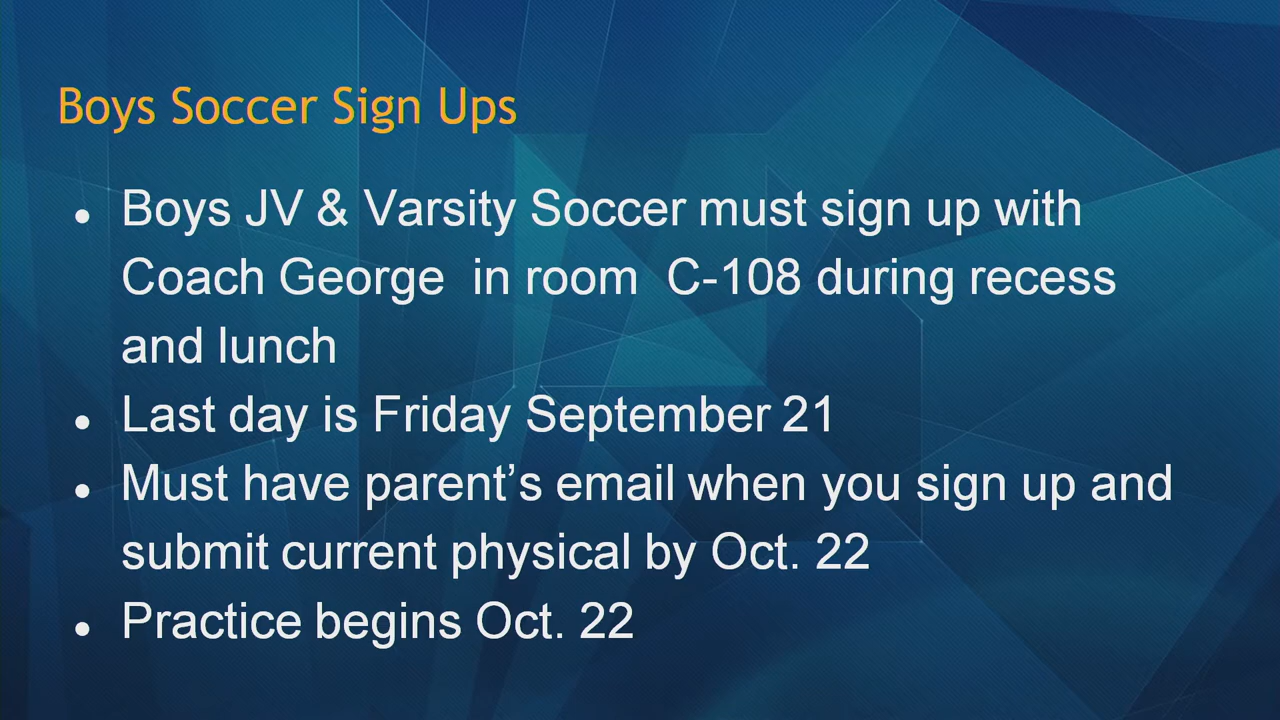 Boys Soccer Sign Ups
● Boys JV & Varsity Soccer must sign up with
Coach George  in room  C-108 during recess
and lunch
● Last day is Friday September 21
● Must have parent’s email when you sign up and
submit current physical by Oct. 22
● Practice begins Oct. 22